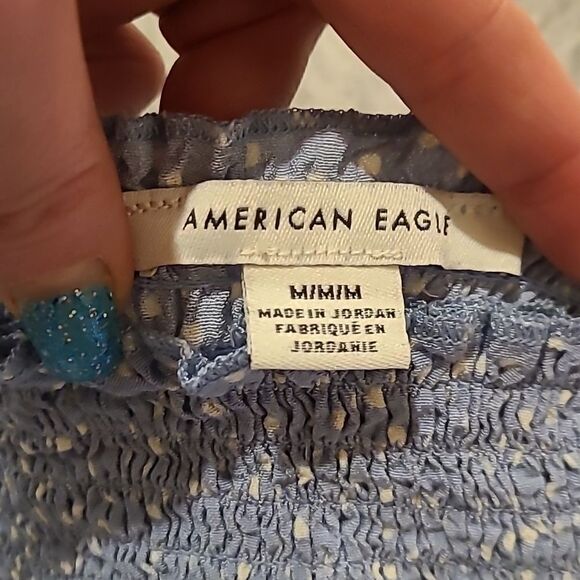 AMERICAN EAGLE
M/M/M
MADE IN JORDAN
FABRIQUÉ EN
JORDANIE